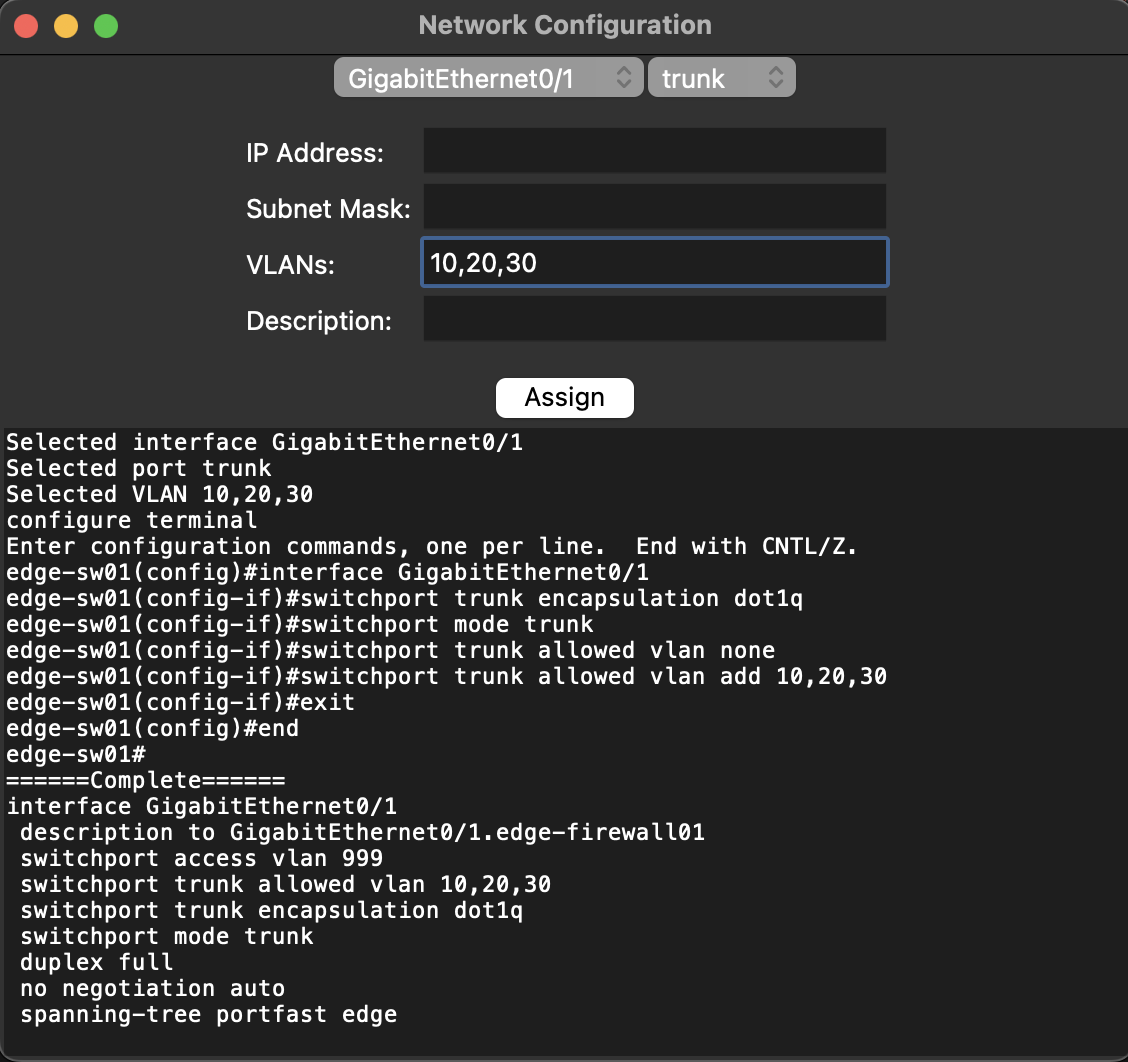 Network Configuration
GigabitEthernet0/1 trunk
IP Address:
Subnet Mask:
VLANs: 10,20,30
Description:
Assign
Selected interface GigabitEthernet0/1
Selected port trunk
Selected VLAN 10,20,30
configure terminal
Enter configuration commands, one per line.  End with CNTL/Z.
edge-sw01(config)#interface GigabitEthernet0/1
edge-sw01(config-if)#switchport trunk encapsulation dot1q
edge-sw01(config-if)#switchport mode trunk
edge-sw01(config-if)#switchport trunk allowed vlan none
edge-sw01(config-if)#switchport trunk allowed vlan add 10,20,30
edge-sw01(config-if)#exit
edge-sw01(config)#end
edge-sw01#
======Complete======
interface GigabitEthernet0/1
 description to GigabitEthernet0/1.edge-firewall01
 switchport access vlan 999
 switchport trunk allowed vlan 10,20,30
 switchport trunk encapsulation dot1q
 switchport mode trunk
 duplex full
 no negotiation auto
 spanning-tree portfast edge